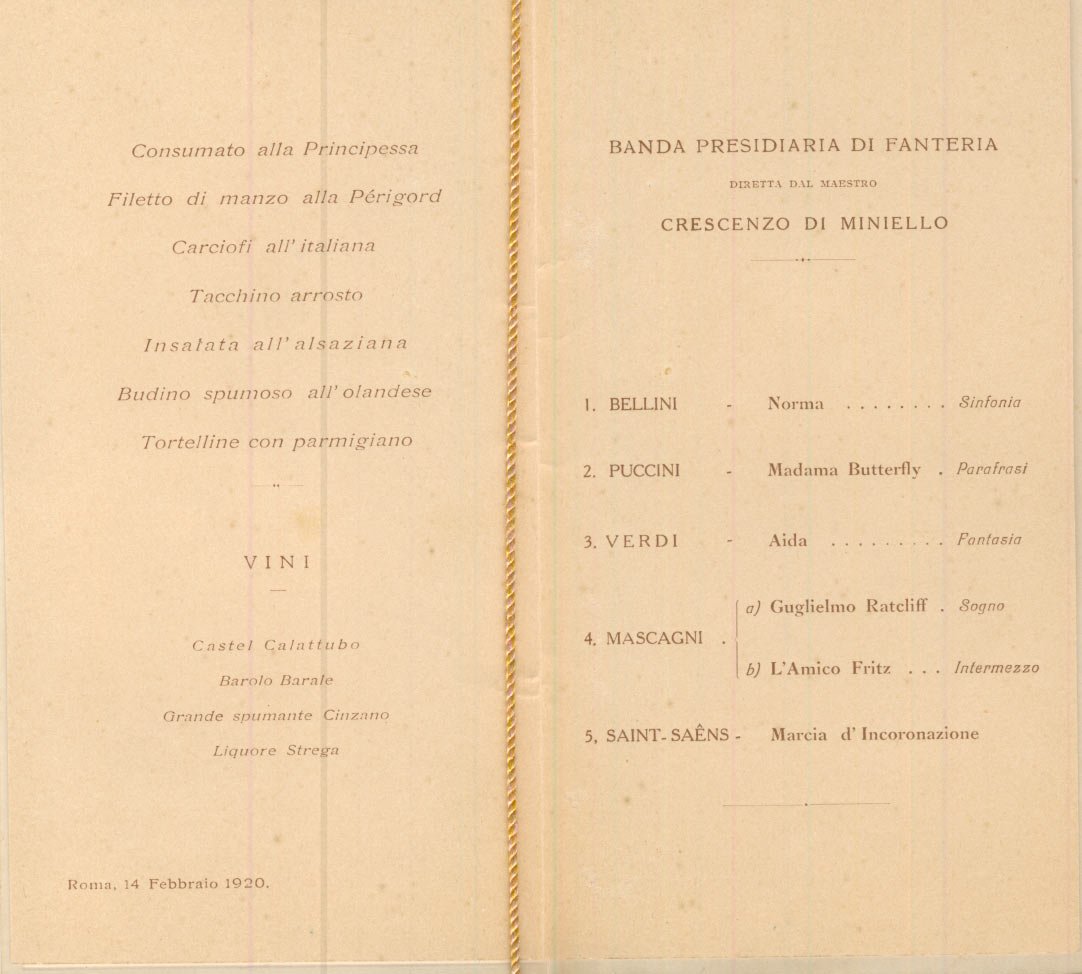 Consumato alla Principessa
Filetto di manzo alla Périgord
Carciofi all' italiana
Tacchino arrosto
Insalata all' alsaziana
Budino spumoso all' olandese
Tortelline con parmigiano
VINI
Castel Calattubo
Barolo Barale
Grande spumante Cinzano
Liquore Strega
Roma, 14 Febbraio 1920.
BANDA PRESIDIARIA DI FANTERIA
DIRETTA DAL MAESTRO
CRESCENZO DI MINIELLO
1. BELLINI - Norma . . . . . . . . Sinfonia
2. PUCCINI - Madama Butterfly . Parafrasi
3. VERDI - Aida . . . . . . . . . Fantasia
4. MASCAGNI . a) Guglielmo Ratcliff . Sogno
b) L'Amico Fritz . . . Intermezzo
5, SAINT-SAÊNS - Marcia d' Incoronazione